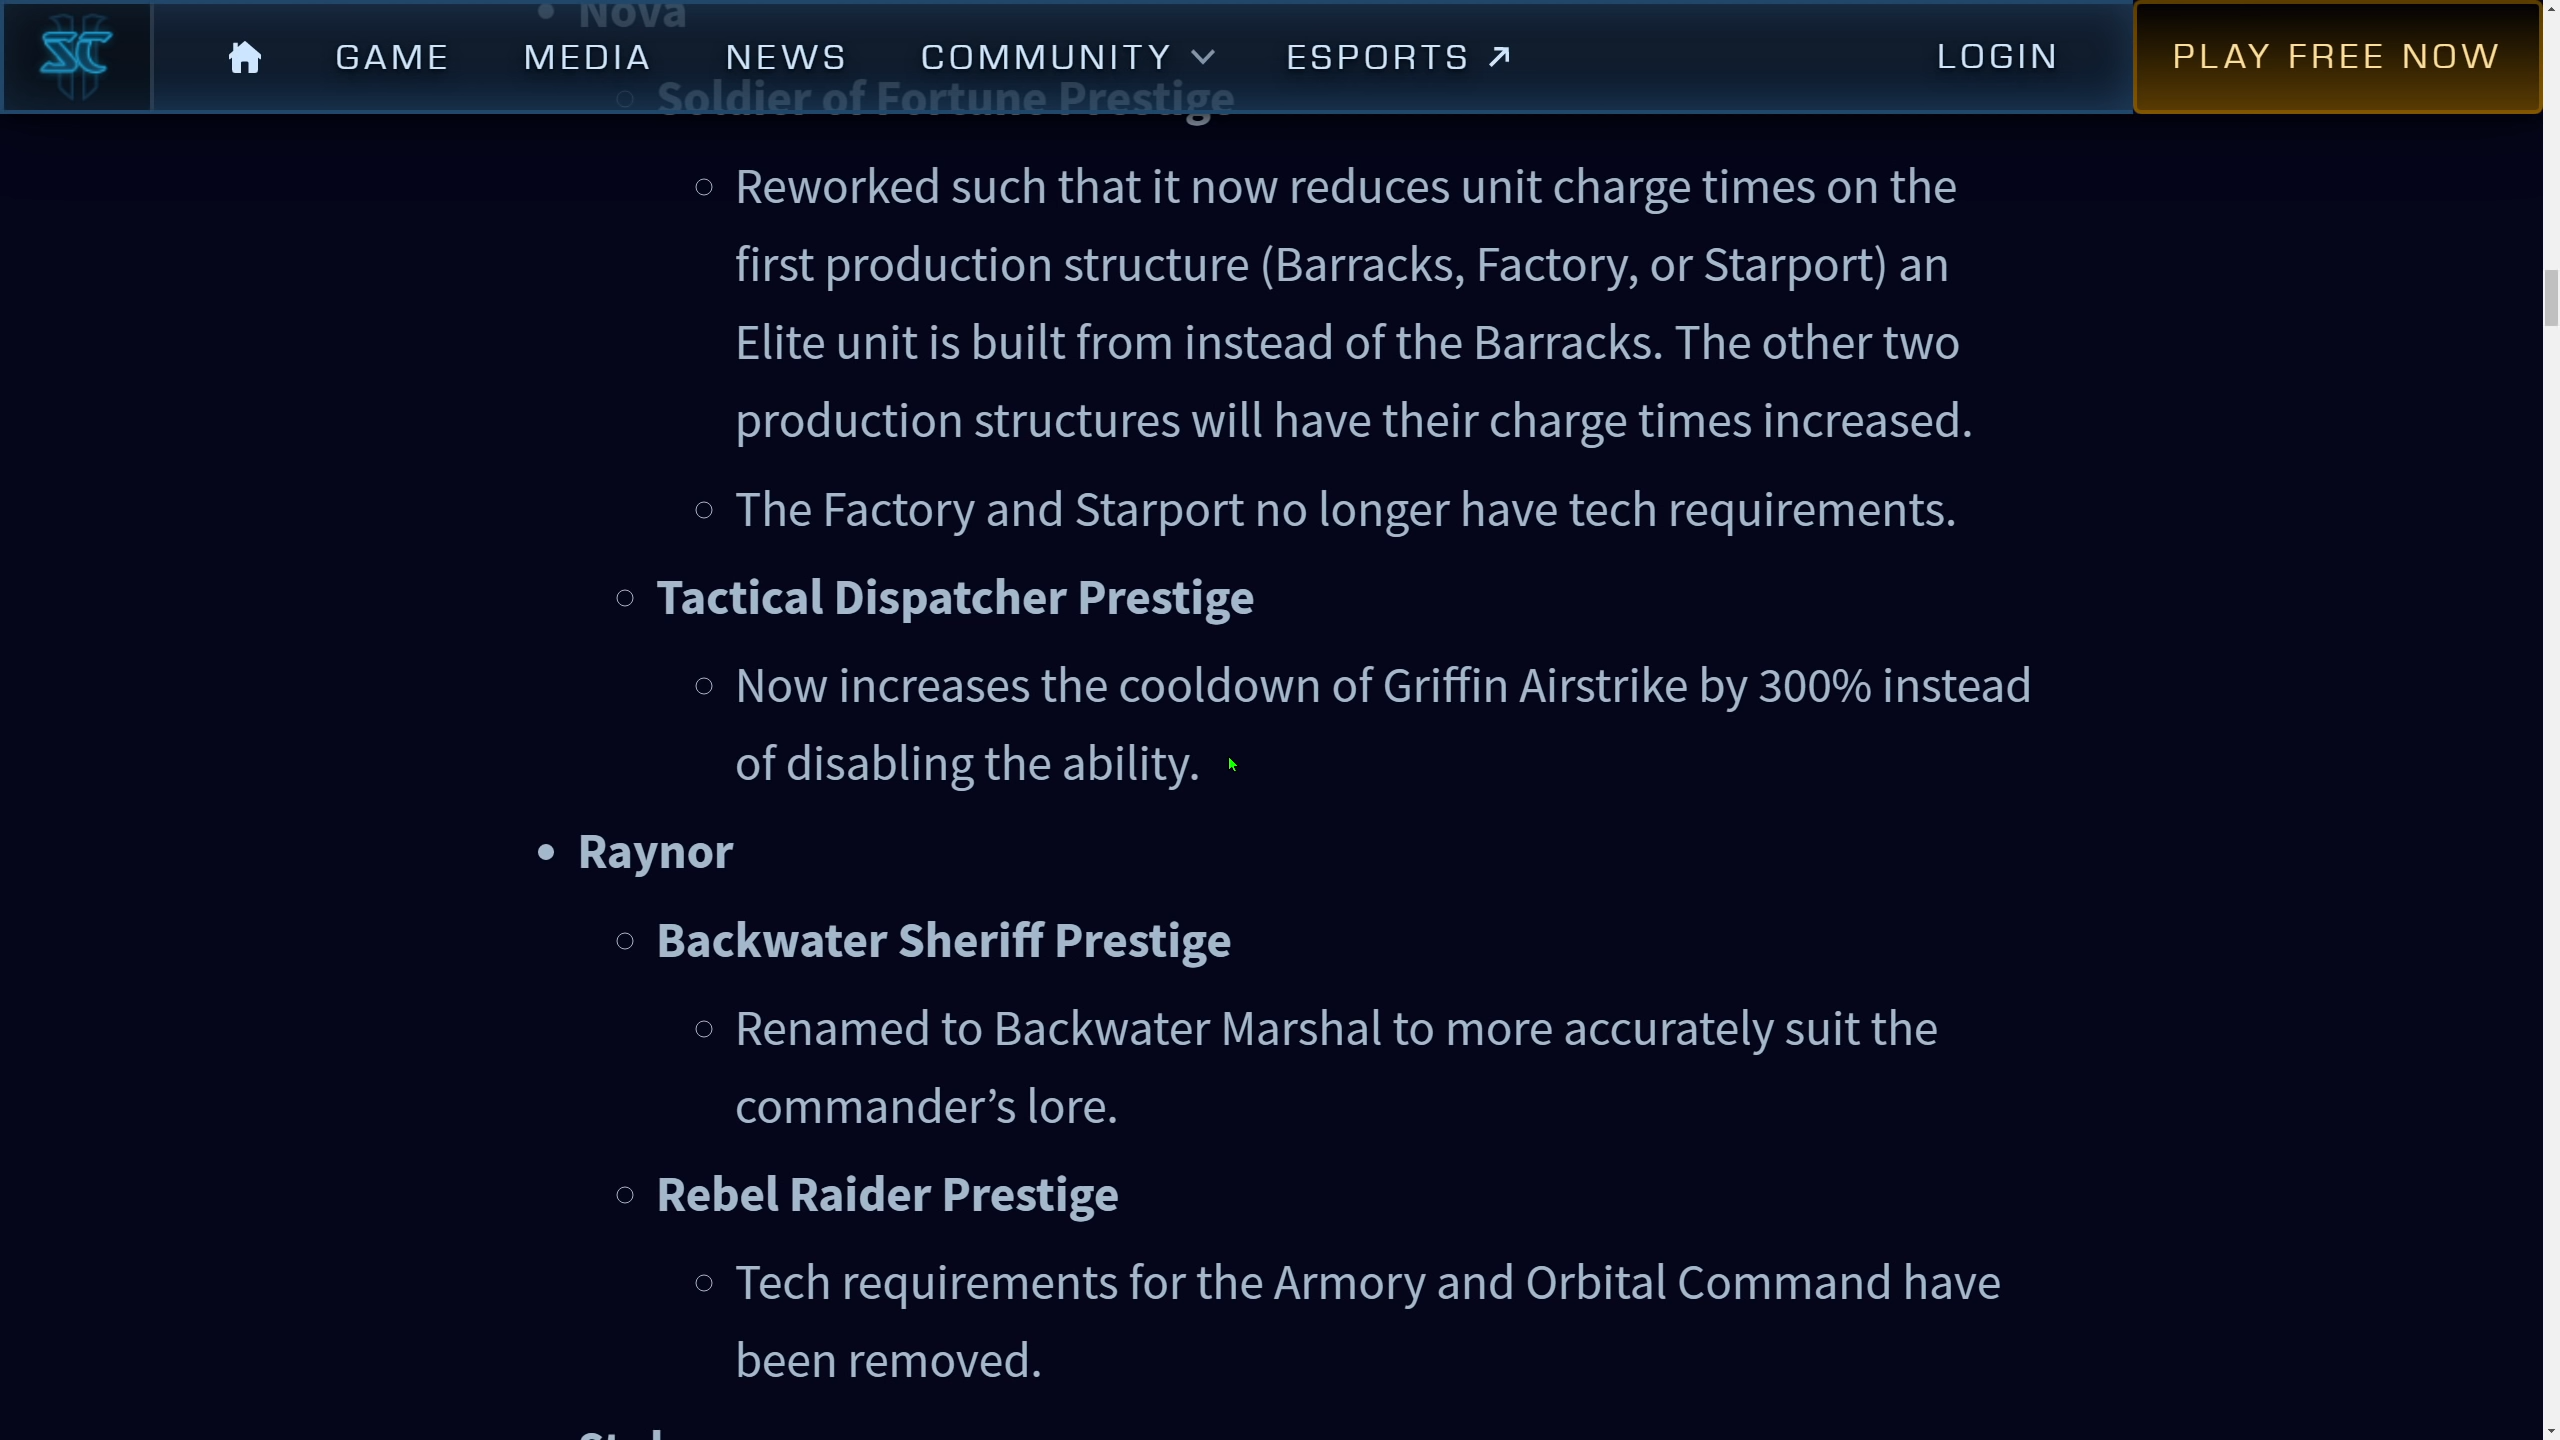 Nova
SC
GAME
MEDIA
NEWS
COMMUNITY
ESPORTS
LOGIN
PLAY FREE NOW
Soldier of Fortune Prestige
Reworked such that it now reduces unit charge times on the
first production structure (Barracks, Factory, or Starport) an
Elite unit is built from instead of the Barracks. The other two
production structures will have their charge times increased.
The Factory and Starport no longer have tech requirements.
Tactical Dispatcher Prestige
Now increases the cooldown of Griffin Airstrike by 300% instead
of disabling the ability.
Raynor
Backwater Sheriff Prestige
Renamed to Backwater Marshal to more accurately suit the
commander’s lore.
Rebel Raider Prestige
Tech requirements for the Armory and Orbital Command have
been removed.